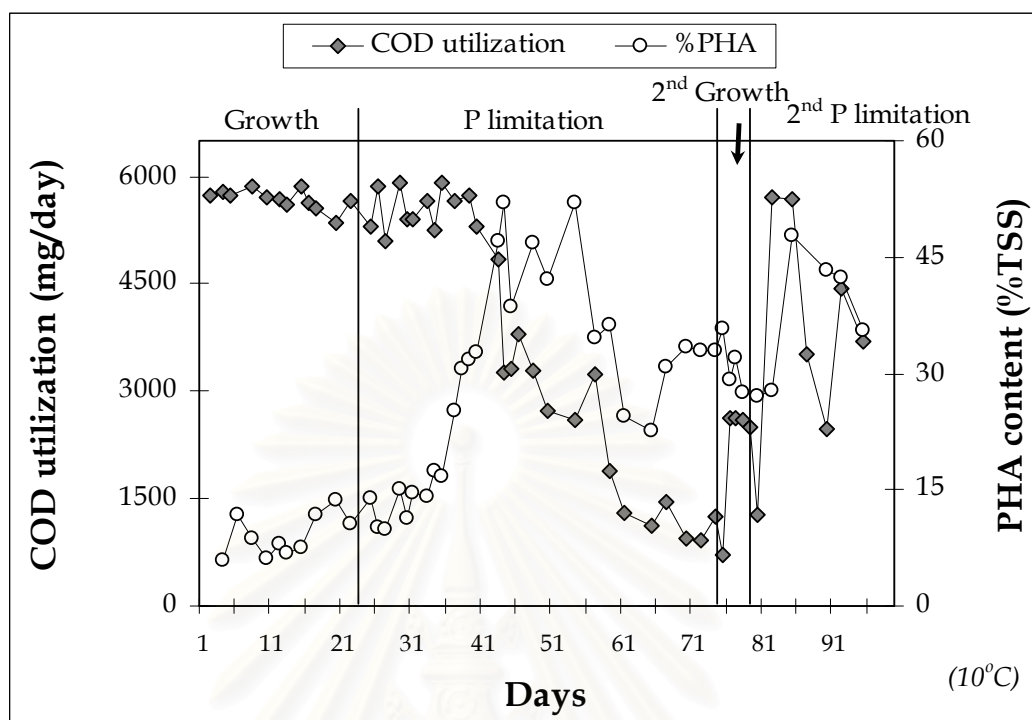 COD utilization %PHA
2nd Growth
Growth P limitation 2nd P limitation
6000
4500
3000
1500
0
60
45
30
15
0
COD utilization (mg/day)
PHA content (%TSS)
1 11 21 31 41 51 61 71 81 91
Days
(10°C)